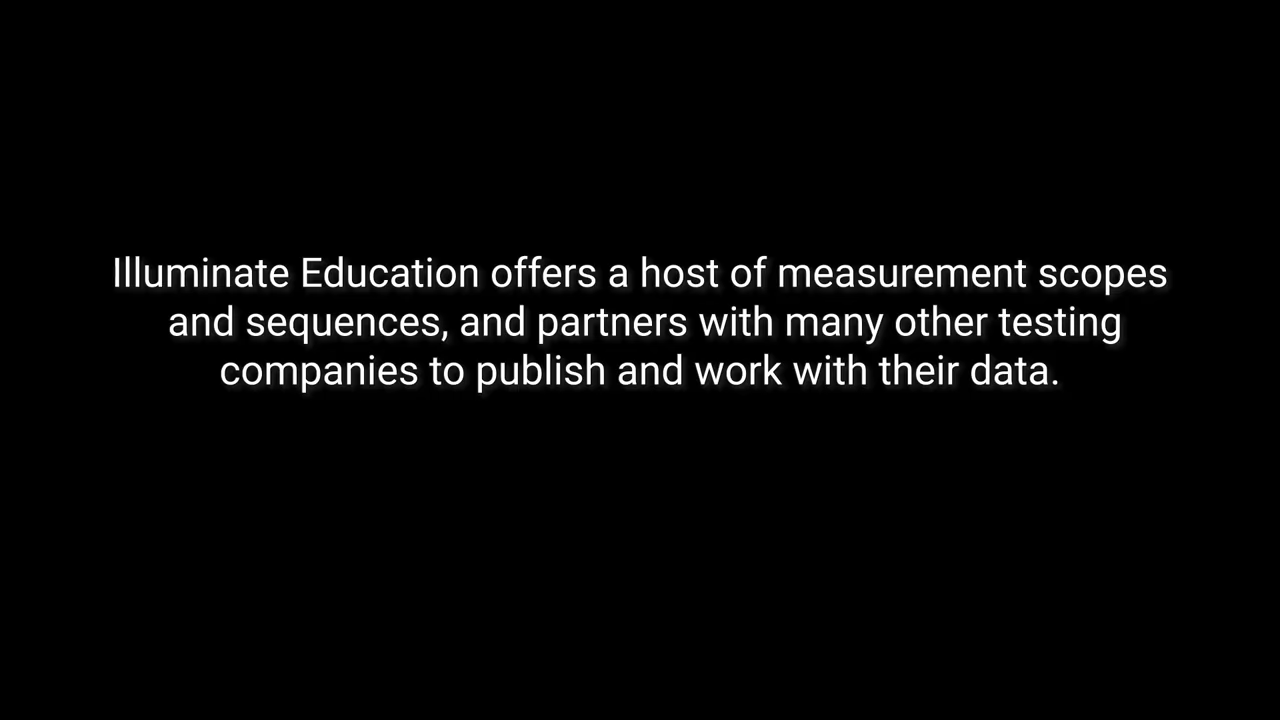 Illuminate Education offers a host of measurement scopes
and sequences, and partners with many other testing
companies to publish and work with their data.